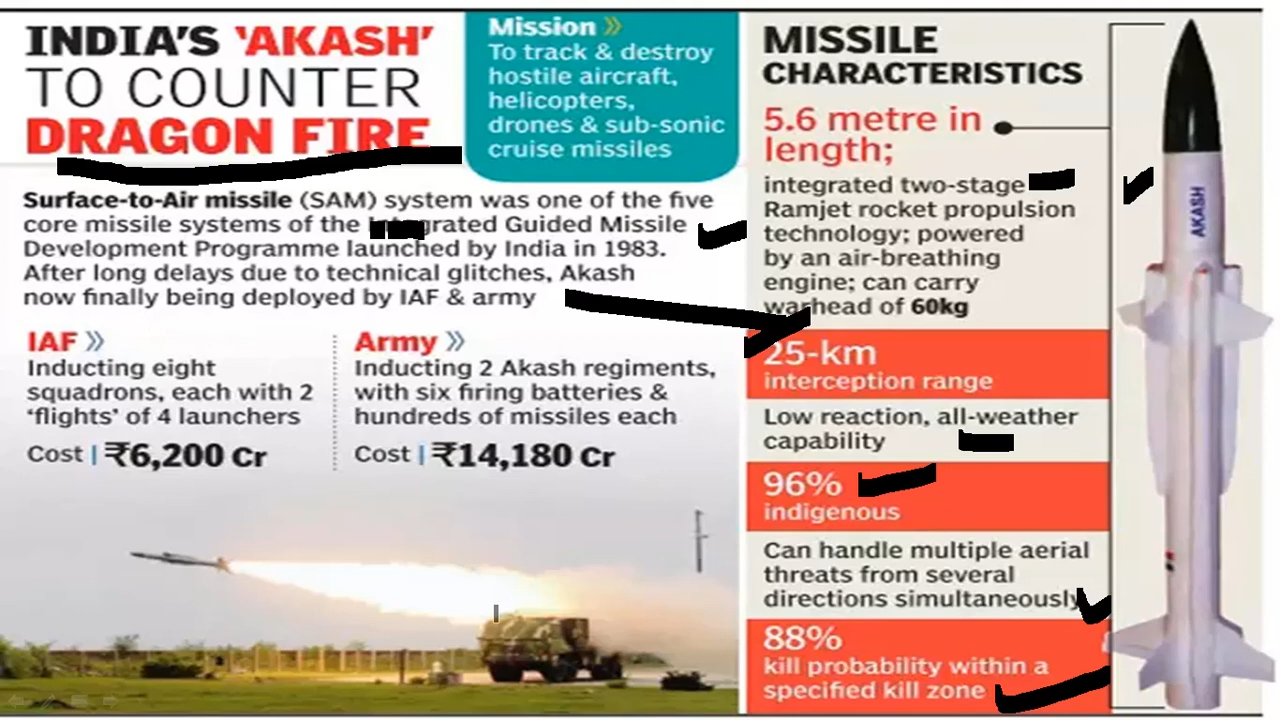 INDIA'S 'AKASH'
TO COUNTER
DRAGON FIRE
Mission »
To track & destroy
hostile aircraft,
helicopters,
drones & sub-sonic
cruise missiles
Surface-to-Air missile (SAM) system was one of the five
core missile systems of the Integrated Guided Missile
Development Programme launched by India in 1983.
After long delays due to technical glitches, Akash
now finally being deployed by IAF & army
IAF »
Inducting eight
squadrons, each with 2
'flights' of 4 launchers
Cost | ₹6,200 Cr
Army »
Inducting 2 Akash regiments,
with six firing batteries &
hundreds of missiles each
Cost | ₹14,180 Cr
MISSILE
CHARACTERISTICS
5.6 metre in
length;
integrated two-stage
Ramjet rocket propulsion
technology; powered
by an air-breathing
engine; can carry
warhead of 60kg
25-km
interception range
Low reaction, all-weather
capability
96%
indigenous
Can handle multiple aerial
threats from several
directions simultaneously
88%
kill probability within a
specified kill zone
AKASH